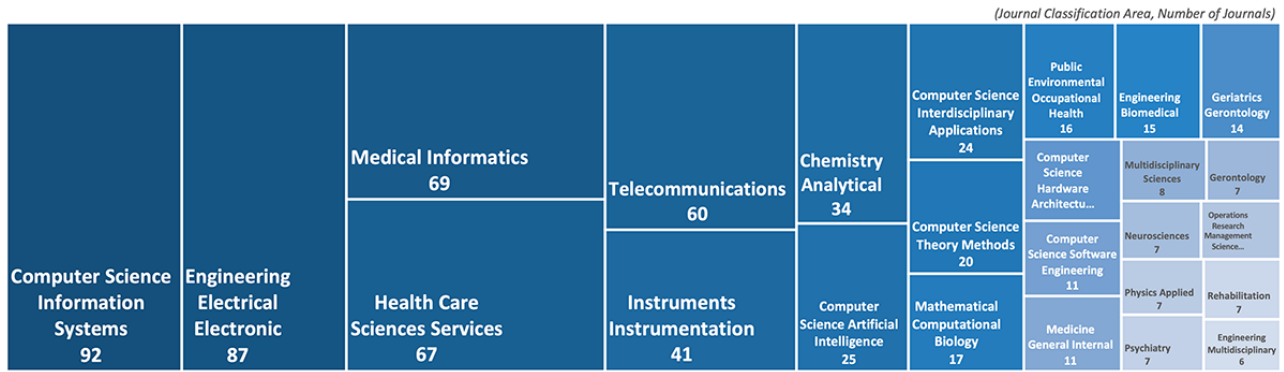 (Journal Classification Area, Number of Journals)
Computer Science
Information
Systems
92
Engineering
Electrical
Electronic
87
Medical Informatics
69
Health Care
Sciences Services
67
Telecommunications
60
Instruments
Instrumentation
41
Chemistry
Analytical
34
Computer
Science Artificial
Intelligence
25
Computer Science
Interdisciplinary
Applications
24
Computer Science
Theory Methods
20
Mathematical
Computational
Biology
17
Public
Environmental
Occupational
Health
16
Computer
Science
Hardware
Architectu...
Computer
Science Software
Engineering
11
Medicine
General Internal
11
Engineering
Biomedical
15
Geriatrics
Gerontology
14
Multidisciplinary
Sciences
8
Gerontology
7
Neurosciences
7
Operations
Research
Management
Science...
Physics Applied
7
Rehabilitation
7
Psychiatry
7
Engineering
Multidisciplinary
6